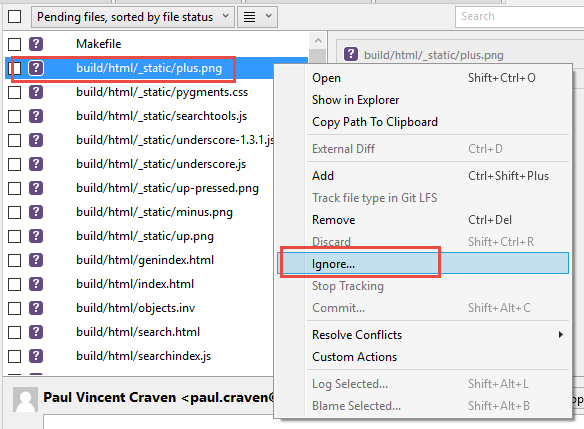 Pending files, sorted by file status
Search
Makefile
build/html/_static/plus.png
build/html/_static/pygments.css
build/html/_static/searchtools.js
build/html/_static/underscore-1.3.1.js
build/html/_static/underscore.js
build/html/_static/up-pressed.png
build/html/_static/minus.png
build/html/_static/up.png
build/html/genindex.html
build/html/index.html
build/html/objects.inv
build/html/search.html
build/html/searchindex.js
build/html/_static/plus.png
Open Shift+Ctrl+O
Show in Explorer
Copy Path To Clipboard
External Diff Ctrl+D
Add Ctrl+Shift+Plus
Track file type in Git LFS
Remove Ctrl+Del
Discard Shift+Ctrl+R
Ignore...
Stop Tracking
Commit... Shift+Alt+C
Resolve Conflicts
Custom Actions
Log Selected... Shift+Alt+L
Blame Selected... Shift+Alt+B
Paul Vincent Craven <paul.craven@